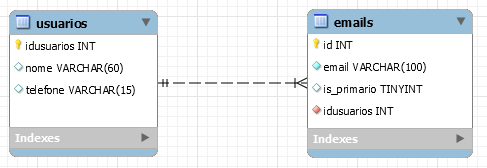 usuarios
idusuarios INT
nome VARCHAR(60)
telefone VARCHAR(15)
Indexes
emails
id INT
email VARCHAR(100)
is_primario TINYINT
idusuarios INT
Indexes